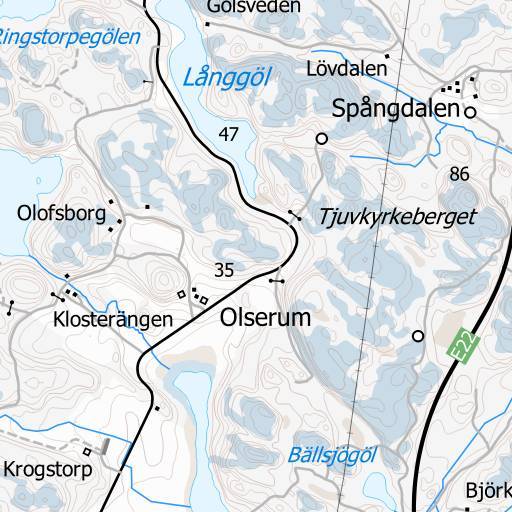 Golsveden
Ringstorpegölen
Långgöl
Lövdalen
Spångdalen
47
86
Olofsborg
Tjuvkyrkeberget
35
Klosterängen
Olserum
E22
Bällsjögöl
Krogstorp
Björk